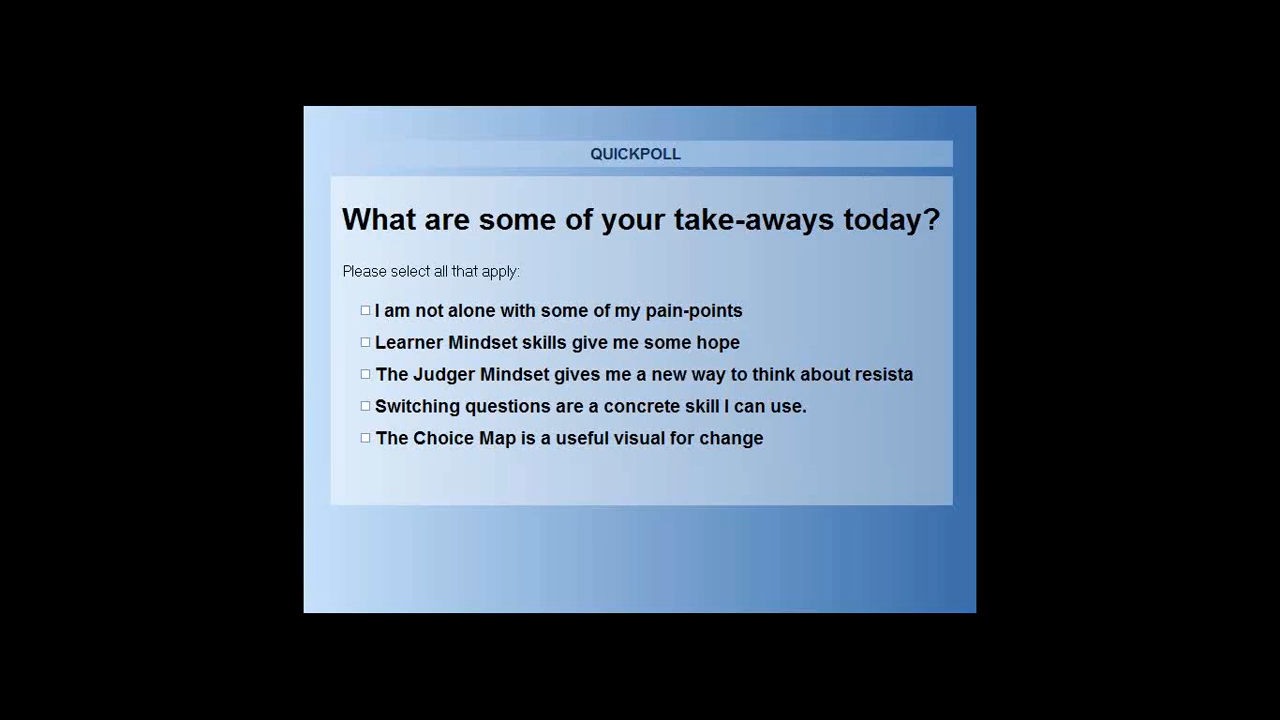 QUICKPOLL
What are some of your take-aways today?
Please select all that apply:
I am not alone with some of my pain-points
Learner Mindset skills give me some hope
The Judger Mindset gives me a new way to think about resista
Switching questions are a concrete skill I can use.
The Choice Map is a useful visual for change